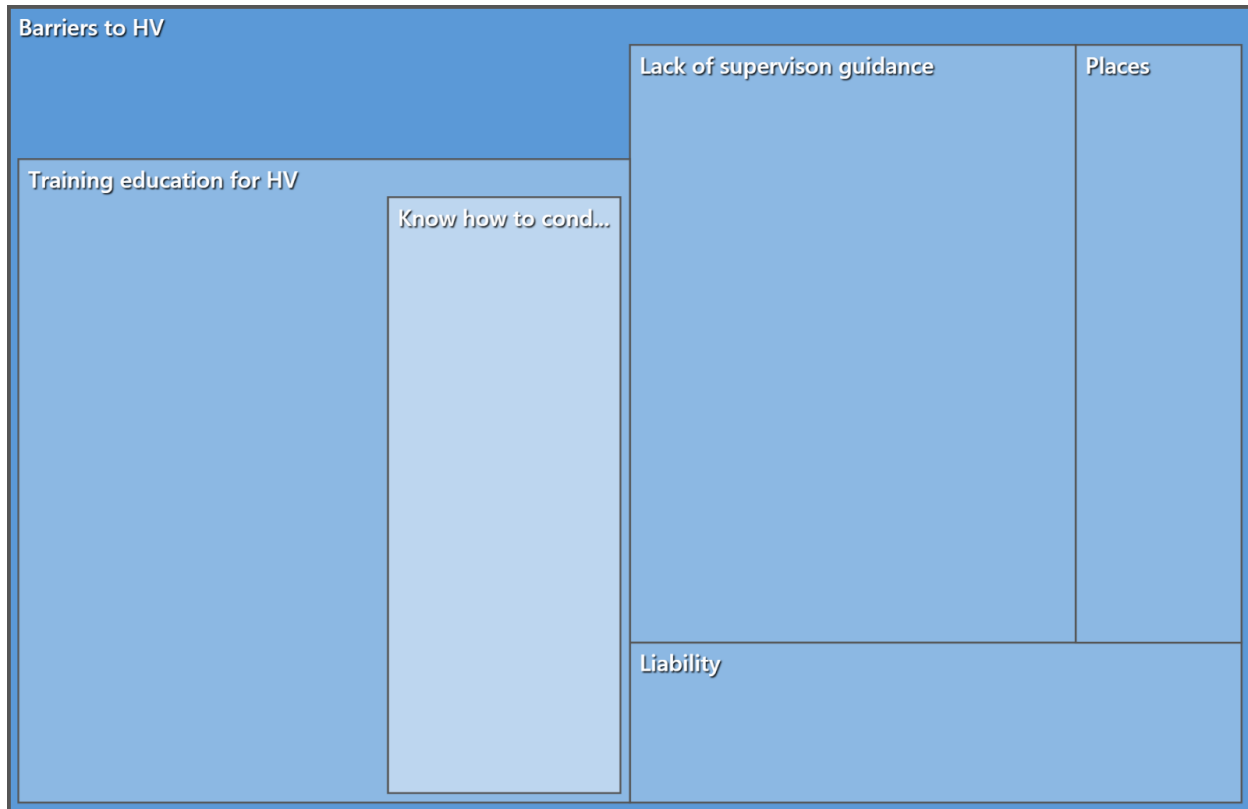 Barriers to HV
Lack of supervison guidance
Places
Training education for HV
Know how to cond...
Liability